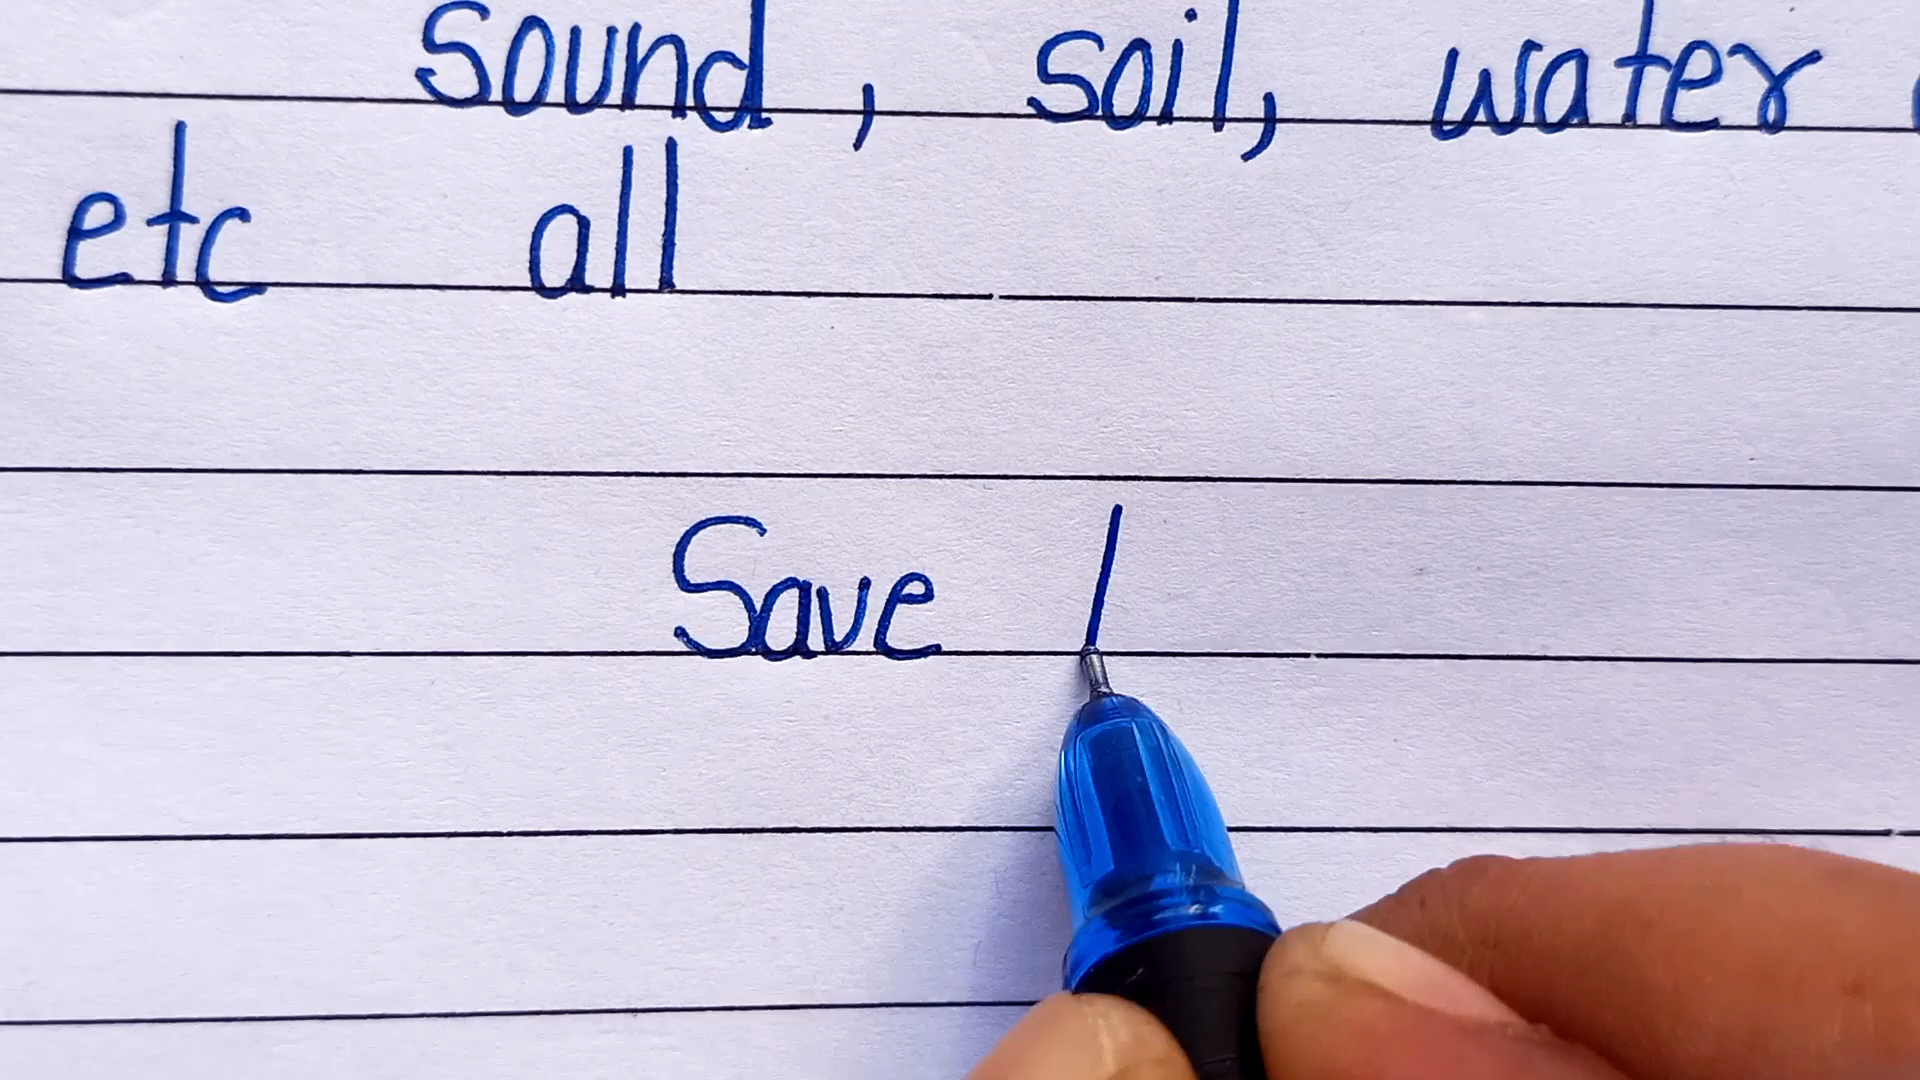 sound, soil, water
etc all
Save